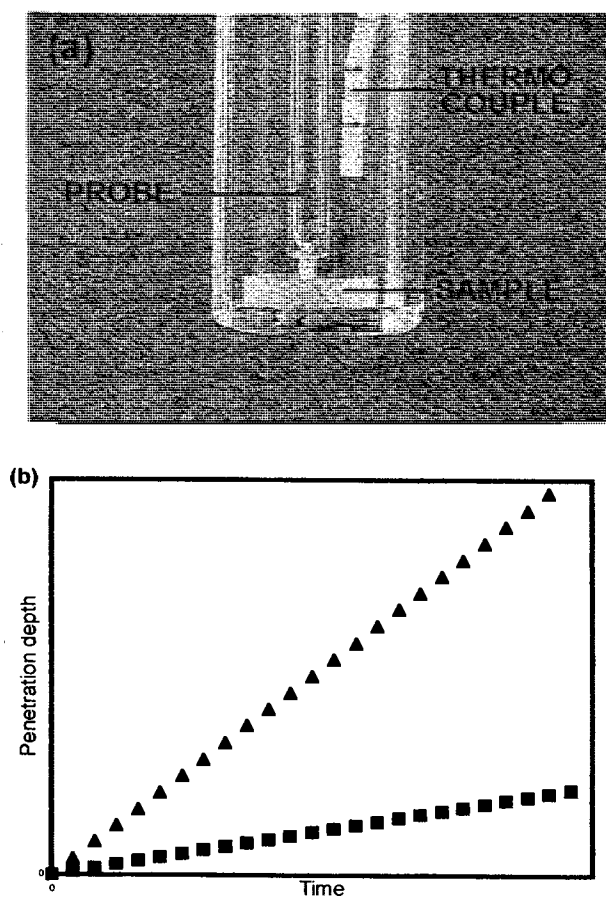 (a)
THERMO
COUPLE
PROBE
SAMPLE
(b)
Penetration depth
0
0
Time